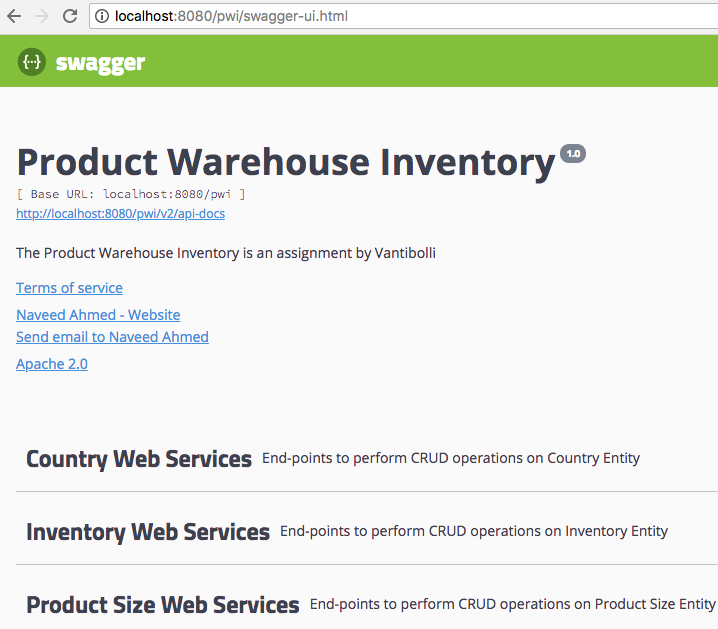 localhost:8080/pwi/swagger-ui.html
{··} swagger
Product Warehouse Inventory 1.0
[ Base URL: localhost:8080/pwi ]
http://localhost:8080/pwi/v2/api-docs
The Product Warehouse Inventory is an assignment by Vantibolli
Terms of service
Naveed Ahmed - Website
Send email to Naveed Ahmed
Apache 2.0
Country Web Services End-points to perform CRUD operations on Country Entity
Inventory Web Services End-points to perform CRUD operations on Inventory Entity
Product Size Web Services End-points to perform CRUD operations on Product Size Entity